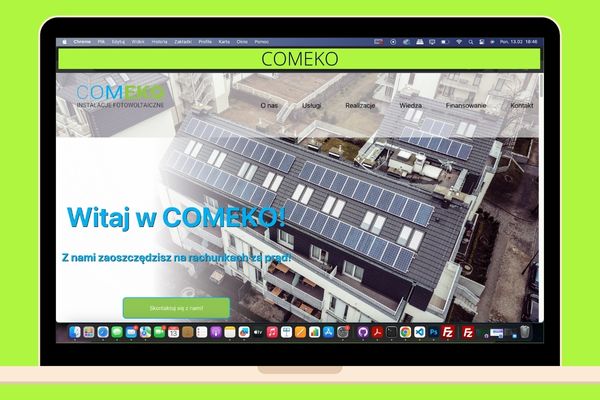 Chrome Plik Edytuj Widok Historia Zakładki Profile Karta Okno Pomoc
Pon. 13.02 18:46
COMEKO
COMEKO
INSTALACJE FOTOWOLTAICZNE
O nas Usługi Realizacje Wiedza Finansowanie Kontakt
Witaj w COMEKO!
Z nami zaoszczędzisz na rachunkach za prąd!
Skontaktuj się z nami!